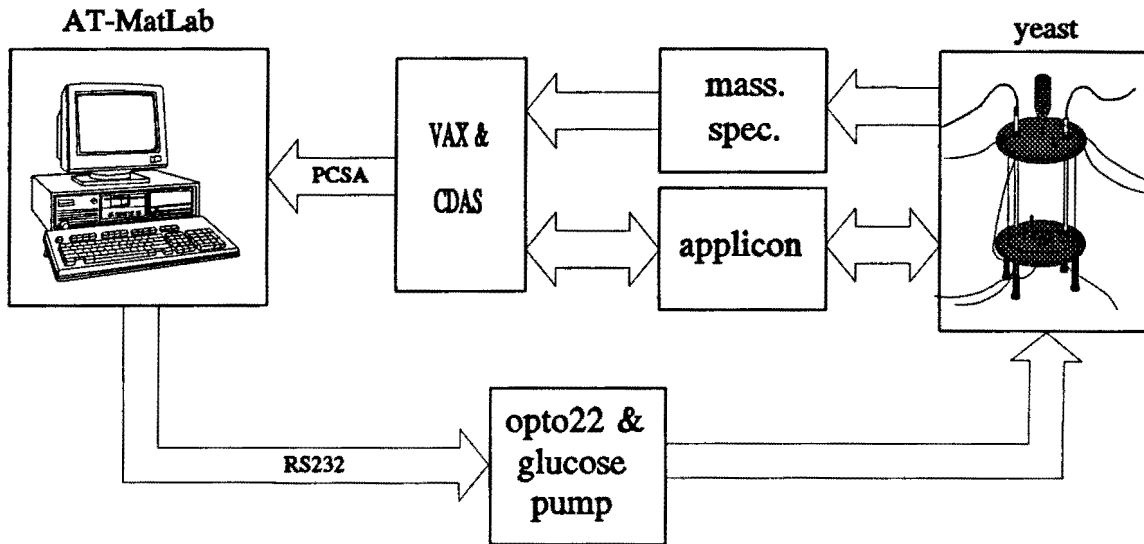 AT-MatLab
yeast
mass.
spec.
VAX &
CDAS
PCSA
applicon
opto22 &
glucose
pump
RS232